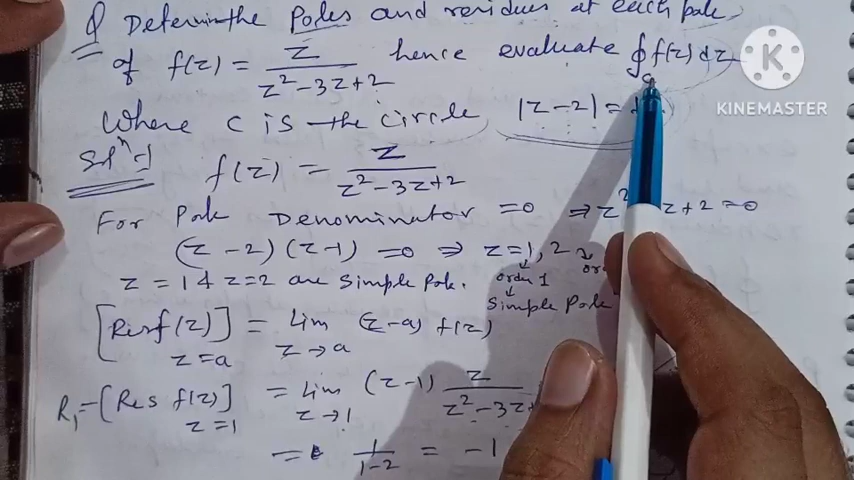 Q Determine the Poles and residues at each pole
of f(z) = z / (z² - 3z + 2) hence evaluate ∮ f(z) dz
c
Where c is the circle |z - 2| =
Solⁿ:- f(z) = z / (z² - 3z + 2)
For Pole Denominator = 0 ⇒ z² z + 2 = 0
(z - 2) (z - 1) = 0 ⇒ z = 1, 2
z = 1 & z = 2 are Simple Pole. order 1
Simple Pole
[Res f(z)] z=a = lim z→a (z - a) f(z)
R₁ = [Res f(z)] z=1 = lim z→1 (z - 1) z / (z² - 3z +
= 1 / (1 - 2) = -1
K
KINEMASTER